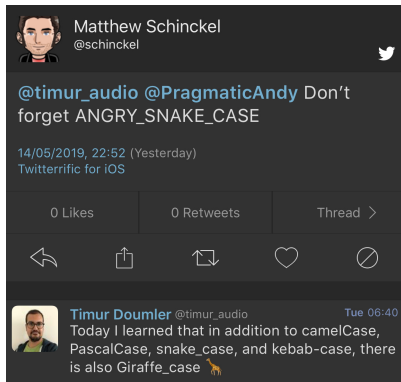 Matthew Schinckel
@schinckel
@timur_audio @PragmaticAndy Don’t
forget ANGRY_SNAKE_CASE
14/05/2019, 22:52 (Yesterday)
Twitterrific for iOS
0 Likes
0 Retweets
Thread
Timur Doumler @timur_audio
Tue 06:40
Today I learned that in addition to camelCase,
PascalCase, snake_case, and kebab-case, there
is also Giraffe_case 🦒